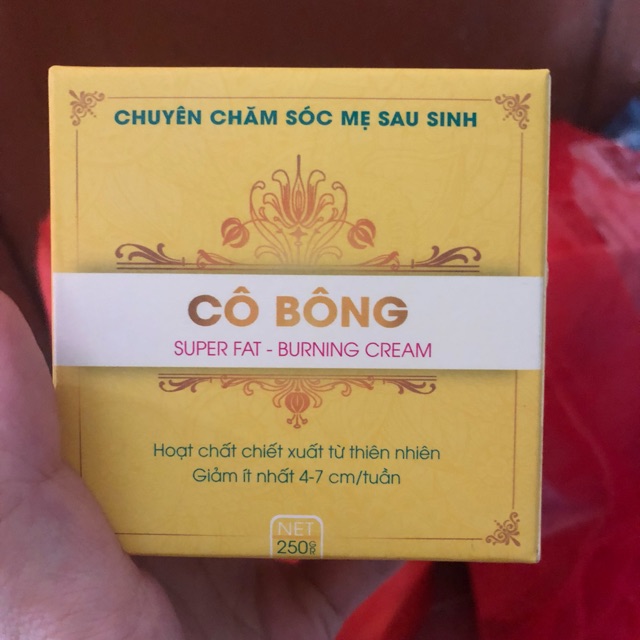 CHUYÊN CHĂM SÓC MẸ SAU SINH
CÔ BÔNG
SUPER FAT - BURNING CREAM
Hoạt chất chiết xuất từ thiên nhiên
Giảm ít nhất 4-7 cm/tuần
NET
250GR